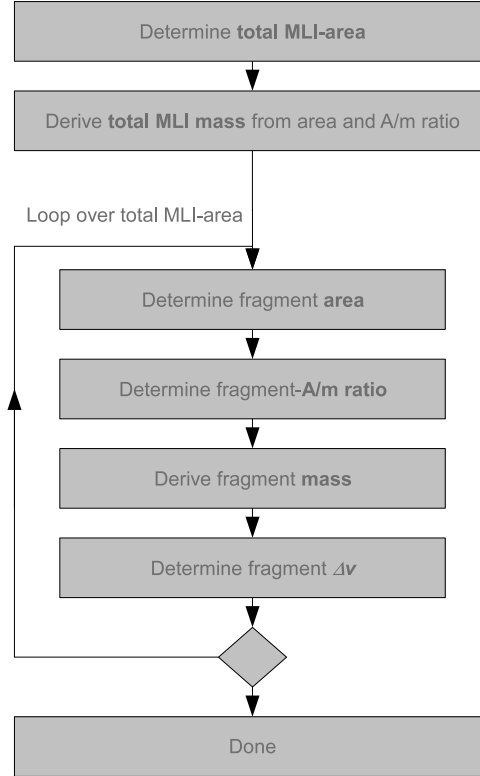 Determine total MLI-area
Derive total MLI mass from area and A/m ratio
Loop over total MLI-area
Determine fragment area
Determine fragment-A/m ratio
Derive fragment mass
Determine fragment Δv
Done